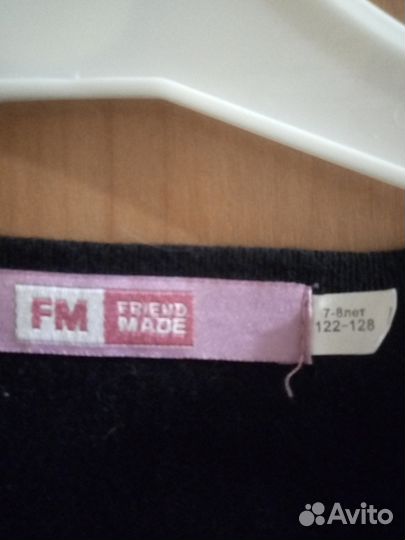 FM
FRIEND
MADE
7-8лет
122-128
Avito